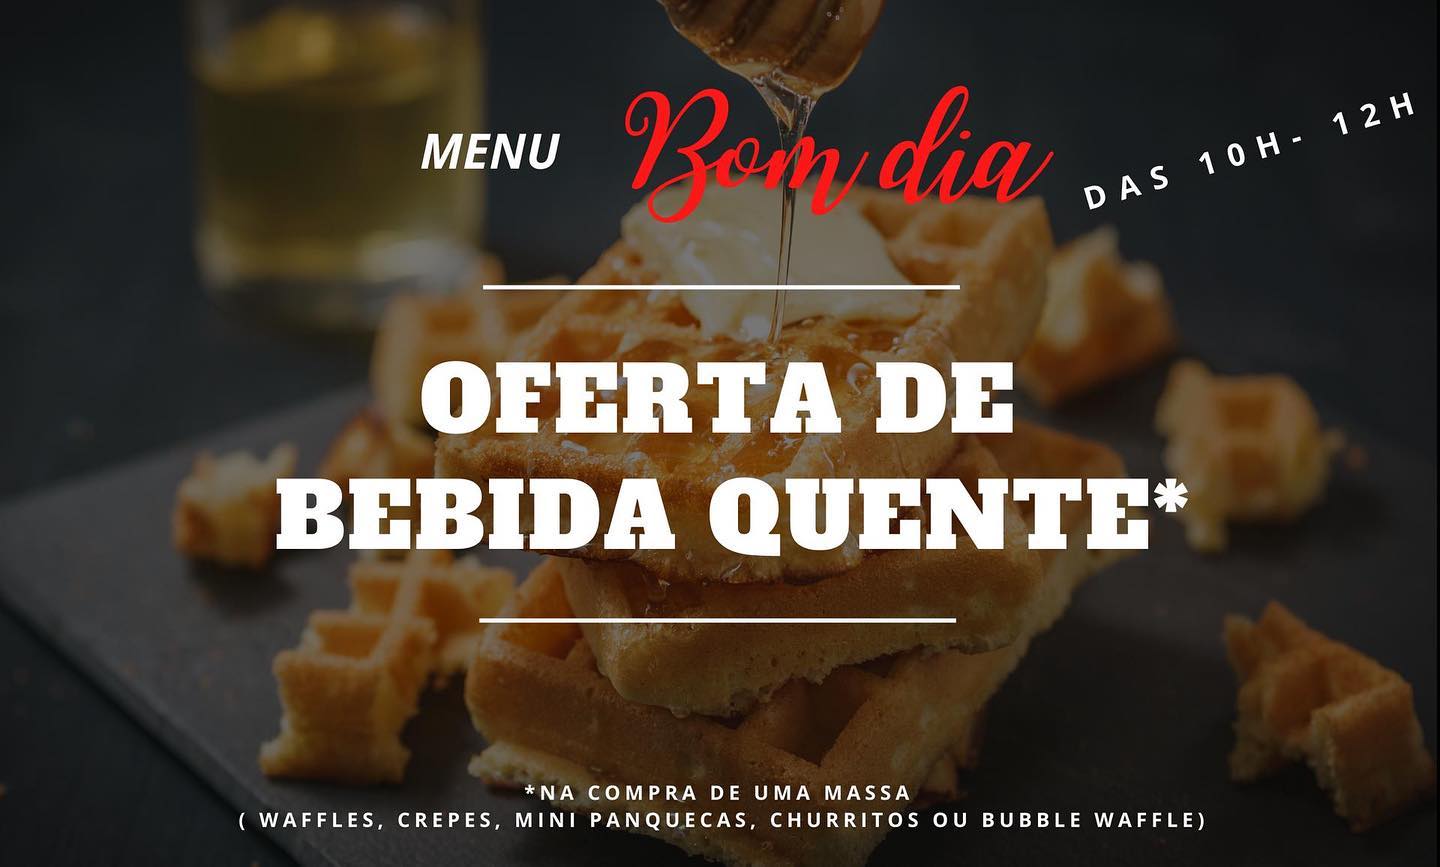 MENU Bom dia DAS 10H- 12H
OFERTA DE
BEBIDA QUENTE*
*NA COMPRA DE UMA MASSA
( WAFFLES, CREPES, MINI PANQUECAS, CHURRITOS OU BUBBLE WAFFLE)